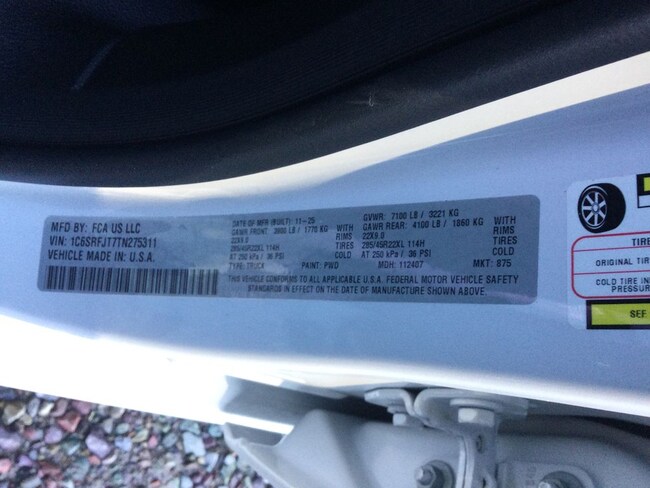 MFD BY: FCA US LLC
VIN: 1C6SRFJT7TN275311
VEHICLE MADE IN: U.S.A.
DATE OF MFR (BUILT): 11-25
GAWR FRONT: 3900 LB / 1770 KG WITH
22X9.0 RIMS
285/45R22XL 114H TIRES
AT 250 kPa / 36 PSI COLD
TYPE: TRUCK PAINT: PWD
GVWR: 7100 LB / 3221 KG
GAWR REAR: 4100 LB / 1860 KG WITH
22X9.0 RIMS
285/45R22XL 114H TIRES
AT 250 kPa / 36 PSI COLD
MDH: 112407 MKT: 875
THIS VEHICLE CONFORMS TO ALL APPLICABLE U.S.A. FEDERAL MOTOR VEHICLE SAFETY
STANDARDS IN EFFECT ON THE DATE OF MANUFACTURE SHOWN ABOVE.
TIRE
ORIGINAL TIR
COLD TIRE IN
PRESSUR
SEE